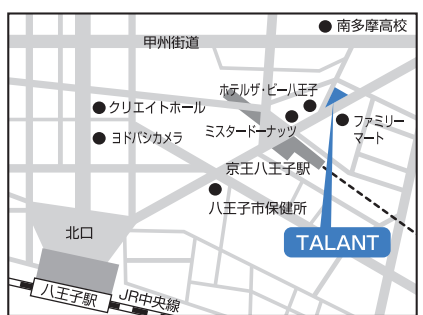 南多摩高校
甲州街道
ホテルザ・ビー八王子
クリエイトホール
ファミリー
マート
ミスタードーナッツ
ヨドバシカメラ
京王八王子駅
八王子市保健所
北口
TALANT
八王子駅
JR中央線